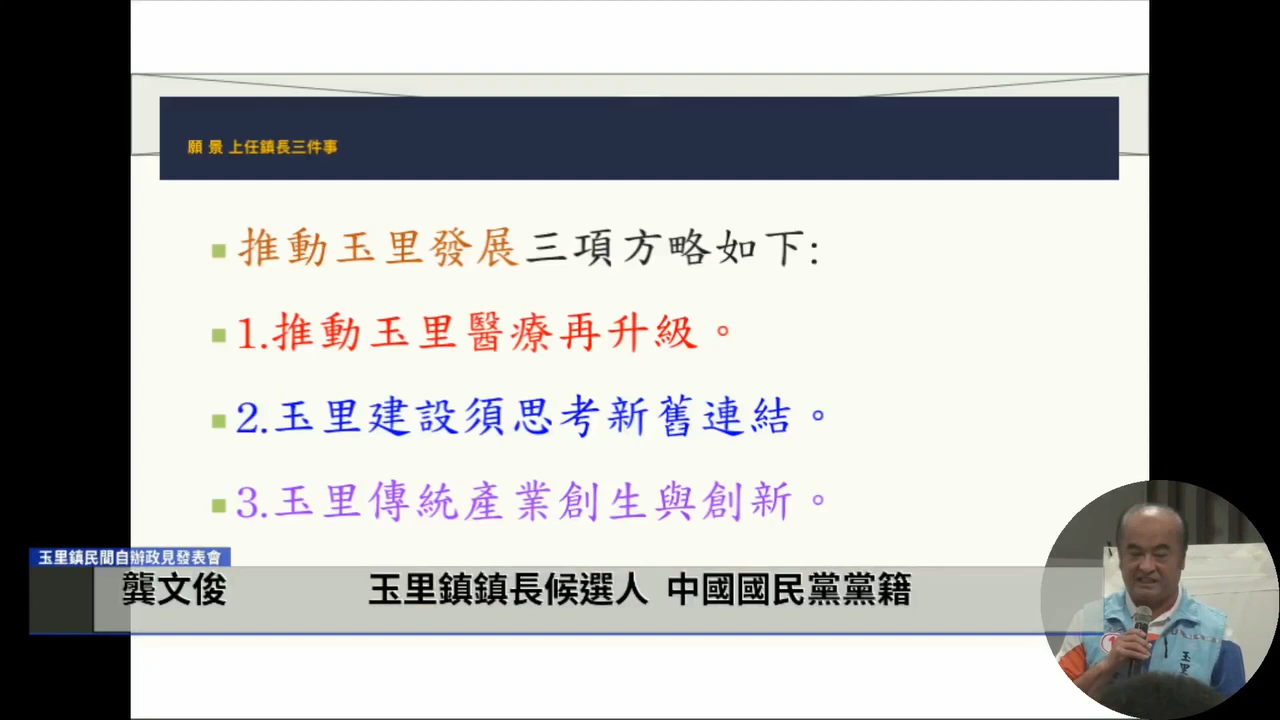 願 景 上任鎮長三件事
推動玉里發展三項方略如下:
1.推動玉里醫療再升級。
2.玉里建設須思考新舊連結。
3.玉里傳統產業創生與創新。
玉里鎮民間自辦政見發表會
龔文俊 玉里鎮鎮長候選人 中國國民黨黨籍
玉里